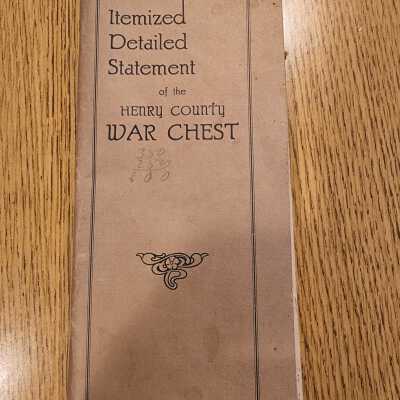 Itemized
Detailed
Statement
of the
HENRY COUNTY
WAR CHEST